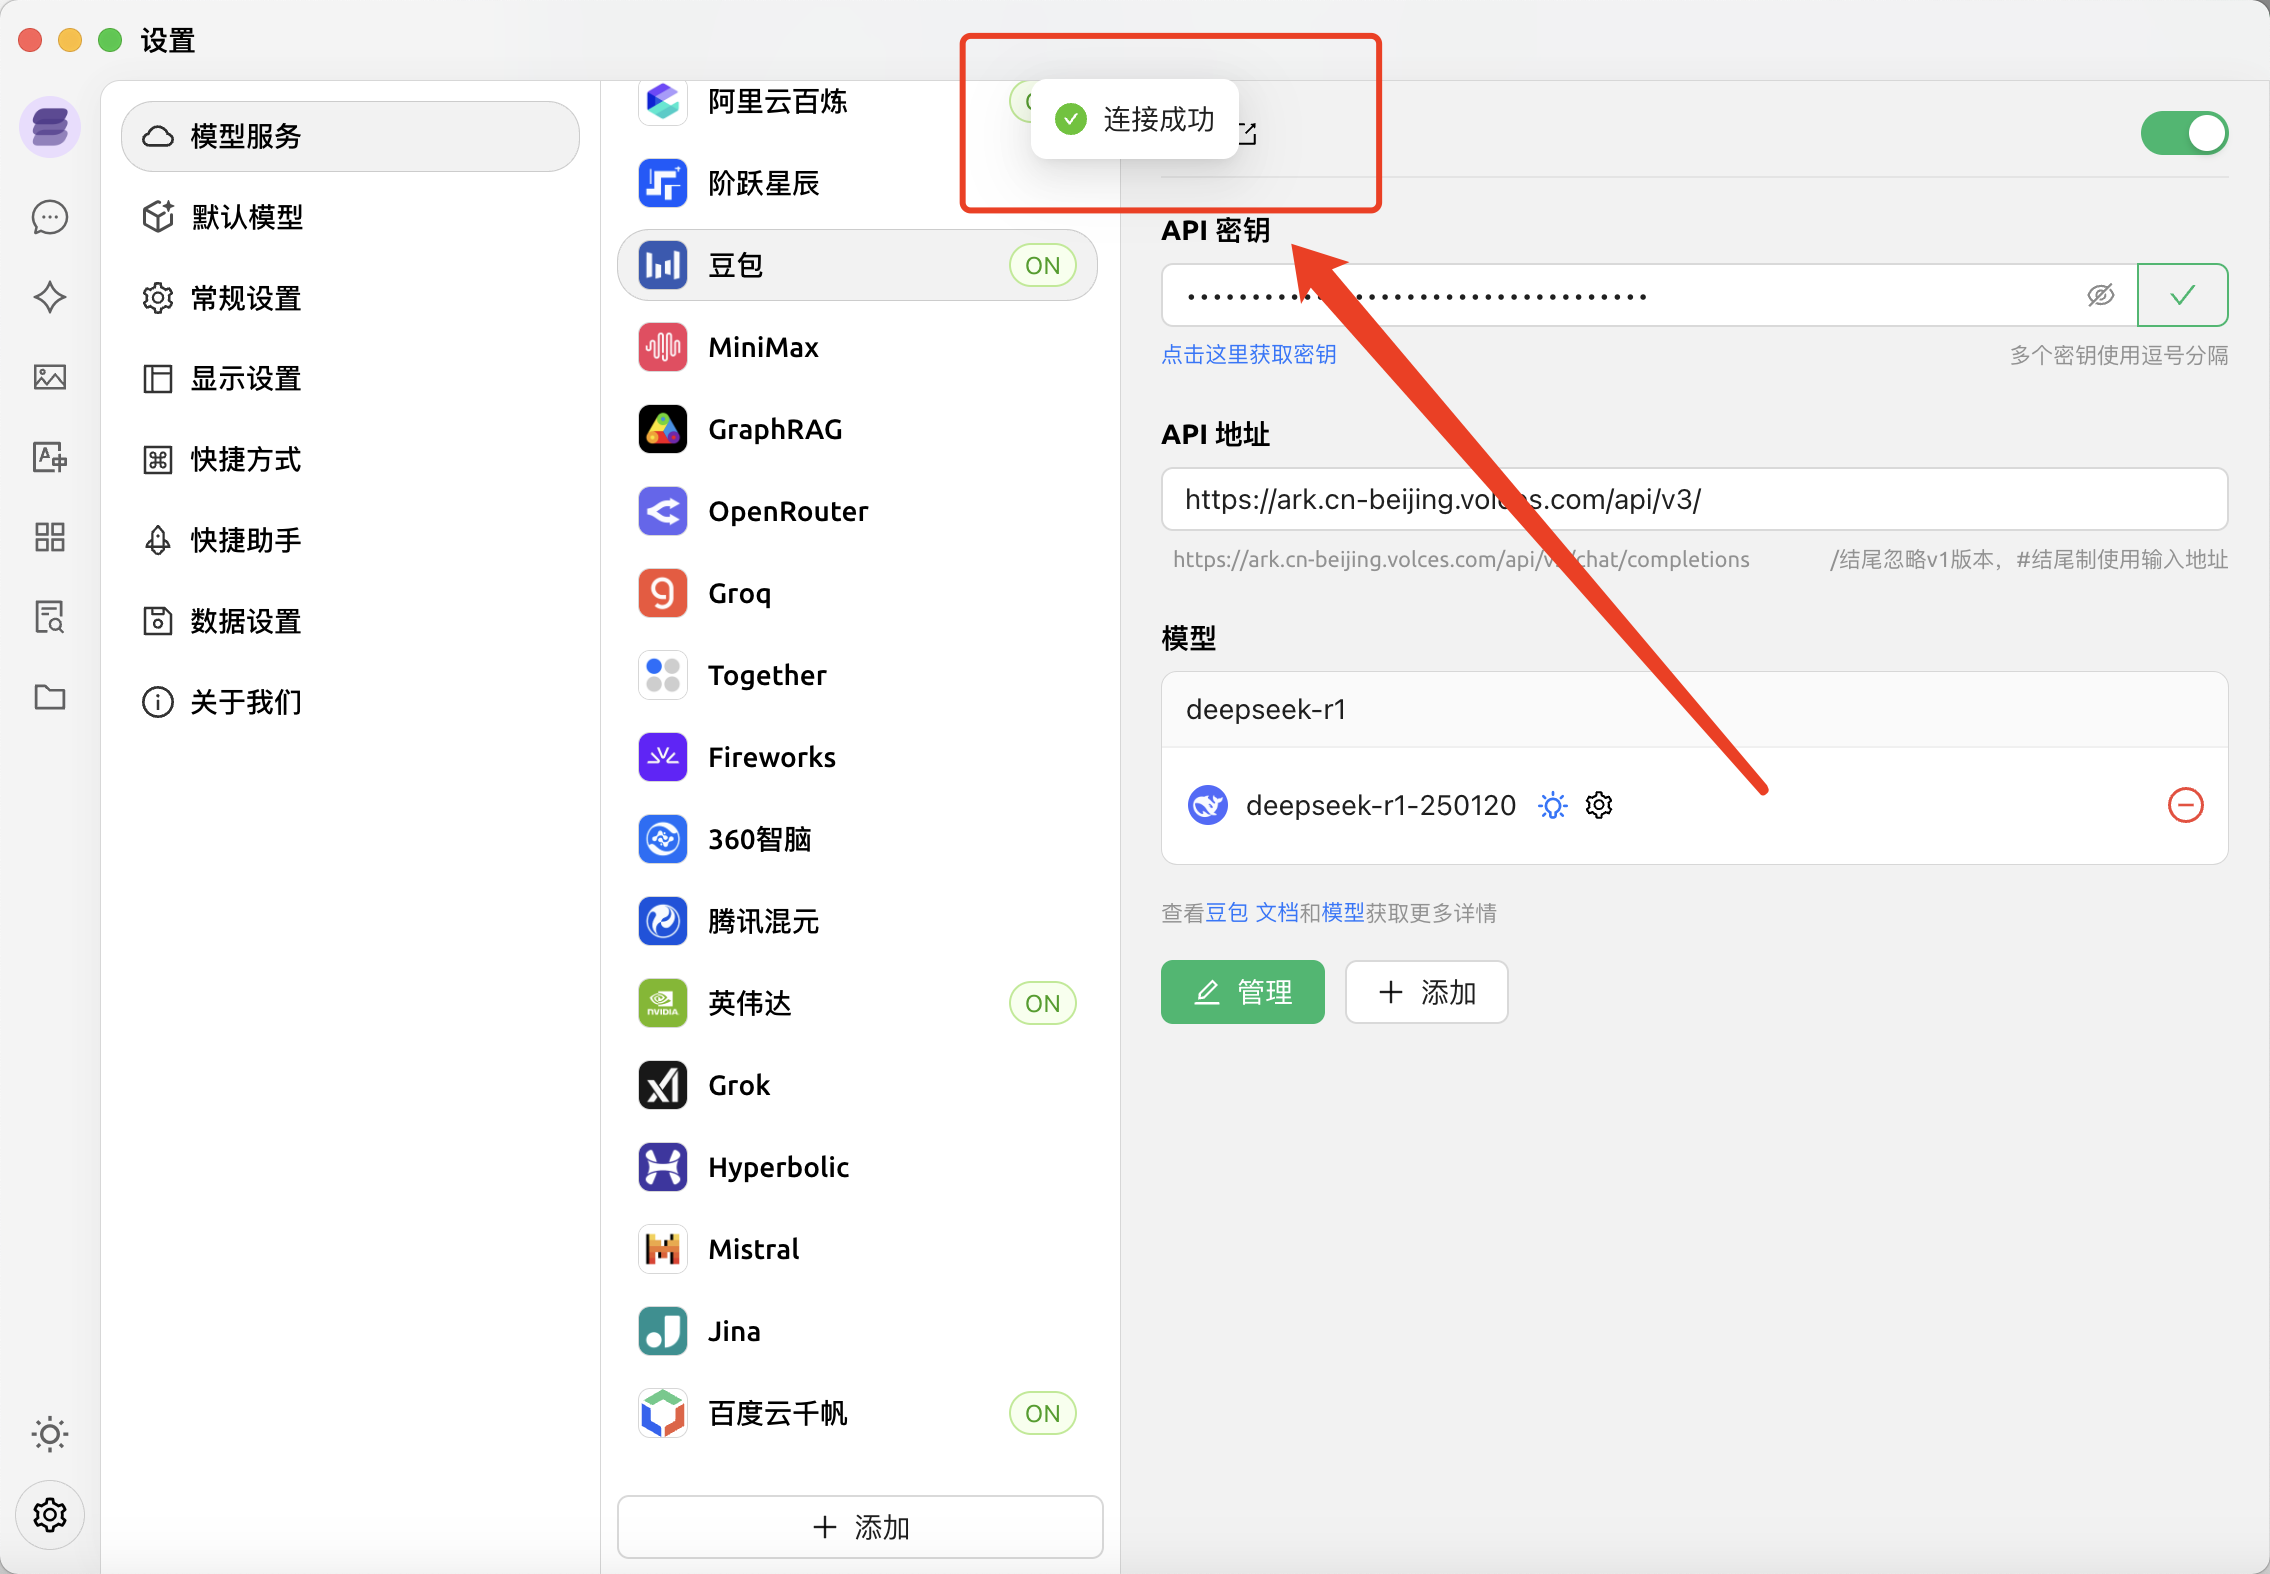 设置
模型服务
默认模型
常规设置
显示设置
快捷方式
快捷助手
数据设置
关于我们
阿里云百炼
阶跃星辰
豆包 ON
MiniMax
GraphRAG
OpenRouter
Groq
Together
Fireworks
360智脑
腾讯混元
英伟达 ON
Grok
Hyperbolic
Mistral
Jina
百度云千帆 ON
添加
连接成功
API 密钥
点击这里获取密钥 多个密钥使用逗号分隔
API 地址
https://ark.cn-beijing.volces.com/api/v3/
https://ark.cn-beijing.volces.com/api/v3/chat/completions /结尾忽略v1版本，#结尾制使用输入地址
模型
deepseek-r1
deepseek-r1-250120
查看豆包 文档和模型获取更多详情
管理 添加